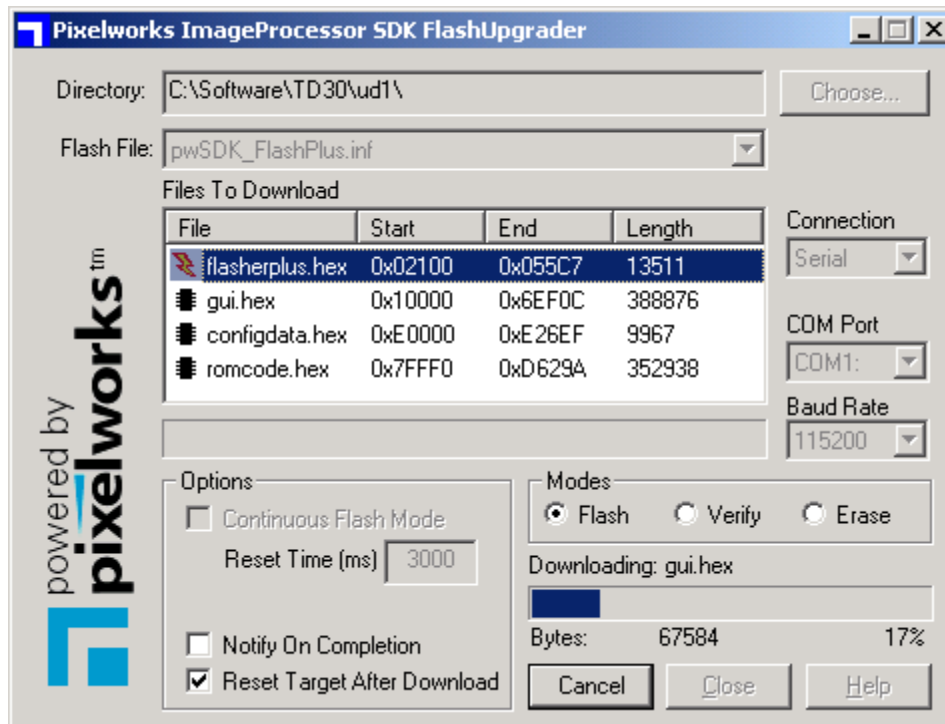 Pixelworks ImageProcessor SDK FlashUpgrader
Directory: C:\Software\TD30\ud1\ Choose...
Flash File: pwSDK_FlashPlus.inf
Files To Download
File Start End Length
flasherplus.hex 0x02100 0x055C7 13511
gui.hex 0x10000 0x6EF0C 388876
configdata.hex 0xE0000 0xE26EF 9967
romcode.hex 0x7FFF0 0xD629A 352938
Connection
Serial
COM Port
COM1:
Baud Rate
115200
powered by
pixelworks tm
Options
Continuous Flash Mode
Reset Time (ms) 3000
Notify On Completion
Reset Target After Download
Modes
Flash Verify Erase
Downloading: gui.hex
Bytes: 67584 17%
Cancel Close Help